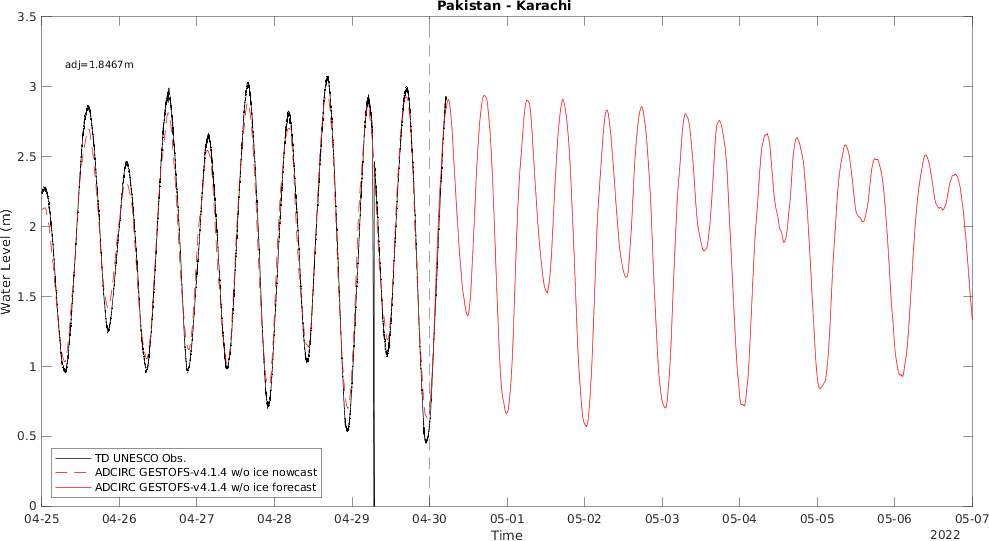 Pakistan - Karachi
3.5
adj=1.8467m
3
2.5
2
1.5
1
0.5
0
Water Level (m)
TD UNESCO Obs.
ADCIRC GESTOFS-v4.1.4 w/o ice nowcast
ADCIRC GESTOFS-v4.1.4 w/o ice forecast
04-25 04-26 04-27 04-28 04-29 04-30 05-01 05-02 05-03 05-04 05-05 05-06 05-07
Time
2022